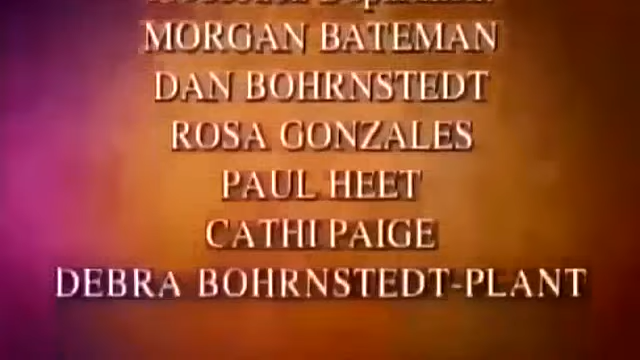 MORGAN BATEMAN
DAN BOHRNSTEDT
ROSA GONZALES
PAUL HEET
CATHI PAIGE
DEBRA BOHRNSTEDT-PLANT